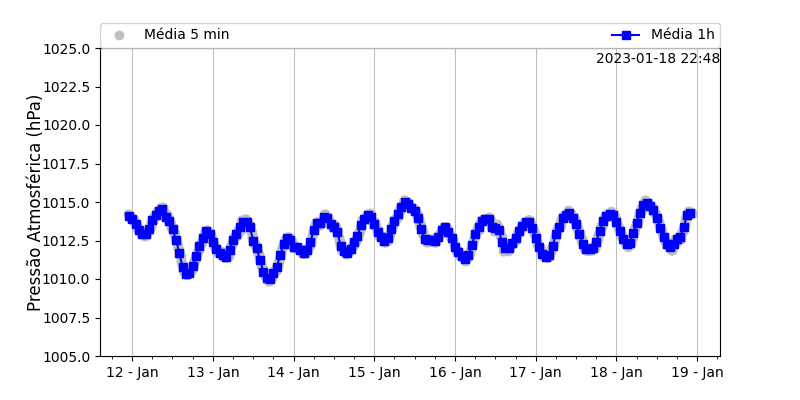 Média 5 min
Média 1h
2023-01-18 22:48
Pressão Atmosférica (hPa)
1025.0
1022.5
1020.0
1017.5
1015.0
1012.5
1010.0
1007.5
1005.0
12 - Jan
13 - Jan
14 - Jan
15 - Jan
16 - Jan
17 - Jan
18 - Jan
19 - Jan